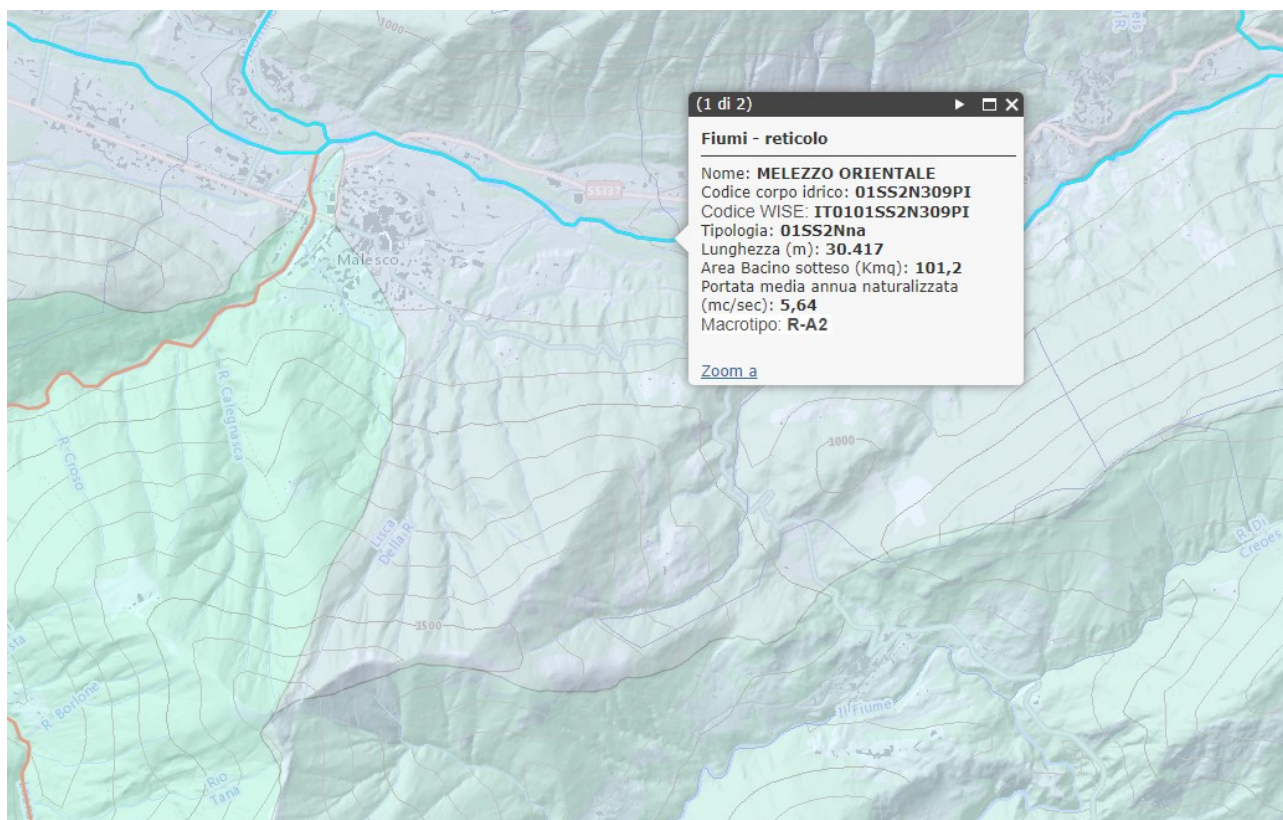 1000
(1 di 2)
Fiumi - reticolo
Nome: MELEZZO ORIENTALE
Codice corpo idrico: 01SS2N309PI
Codice WISE: IT0101SS2N309PI
Tipologia: 01SS2Nna
Lunghezza (m): 30.417
Area Bacino sotteso (Kmq): 101,2
Portata media annua naturalizzata
(mc/sec): 5,64
Macrotipo: R-A2
Zoom a
SS337
Malesco
R. Calegnasca
R. Croso
1000
Lisca
Della R.
R. Di
Creoes
1500
R. Borlone
Il Fiume
Rio
Tana